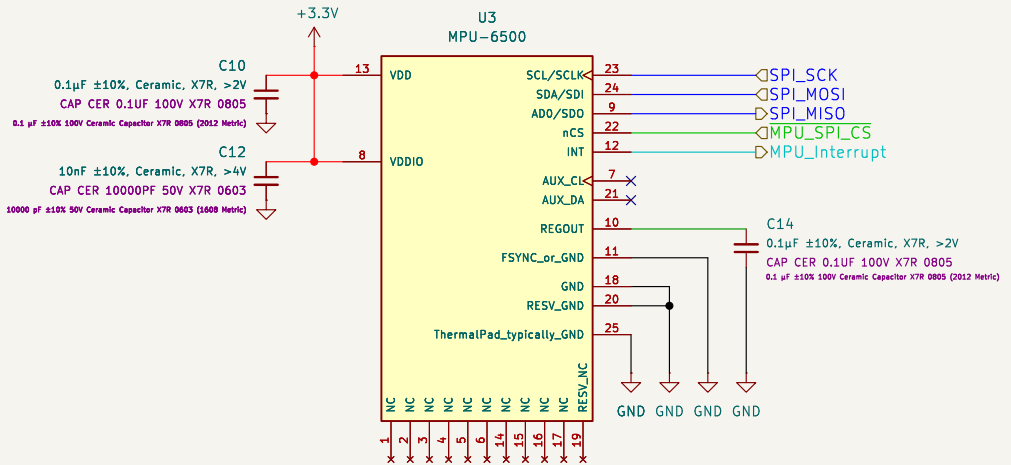 +3.3V
U3
MPU-6500
C10
0.1µF ±10%, Ceramic, X7R, >2V
CAP CER 0.1UF 100V X7R 0805
0.1 µF ±10% 100V Ceramic Capacitor X7R 0805 (2012 Metric)
C12
10nF ±10%, Ceramic, X7R, >4V
CAP CER 10000PF 50V X7R 0603
10000 pF ±10% 50V Ceramic Capacitor X7R 0603 (1608 Metric)
13 VDD
8 VDDIO
SCL/SCLK 23 SPI_SCK
SDA/SDI 24 SPI_MOSI
AD0/SDO 9 SPI_MISO
nCS 22 MPU_SPI_CS
INT 12 MPU_Interrupt
AUX_CL 7
AUX_DA 21
REGOUT 10
C14
0.1µF ±10%, Ceramic, X7R, >2V
CAP CER 0.1UF 100V X7R 0805
0.1 µF ±10% 100V Ceramic Capacitor X7R 0805 (2012 Metric)
FSYNC_or_GND 11
GND 18
RESV_GND 20
ThermalPad_typically_GND 25
GND GND GND GND
NC NC NC NC NC NC NC NC NC NC RESV_NC
1 2 3 4 5 6 14 15 16 17 19